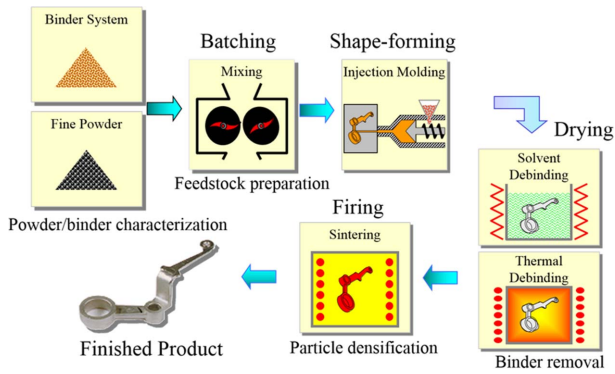 Binder System
Fine Powder
Powder/binder characterization
Batching
Mixing
Feedstock preparation
Shape-forming
Injection Molding
Drying
Solvent
Debinding
Thermal
Debinding
Binder removal
Firing
Sintering
Particle densification
Finished Product